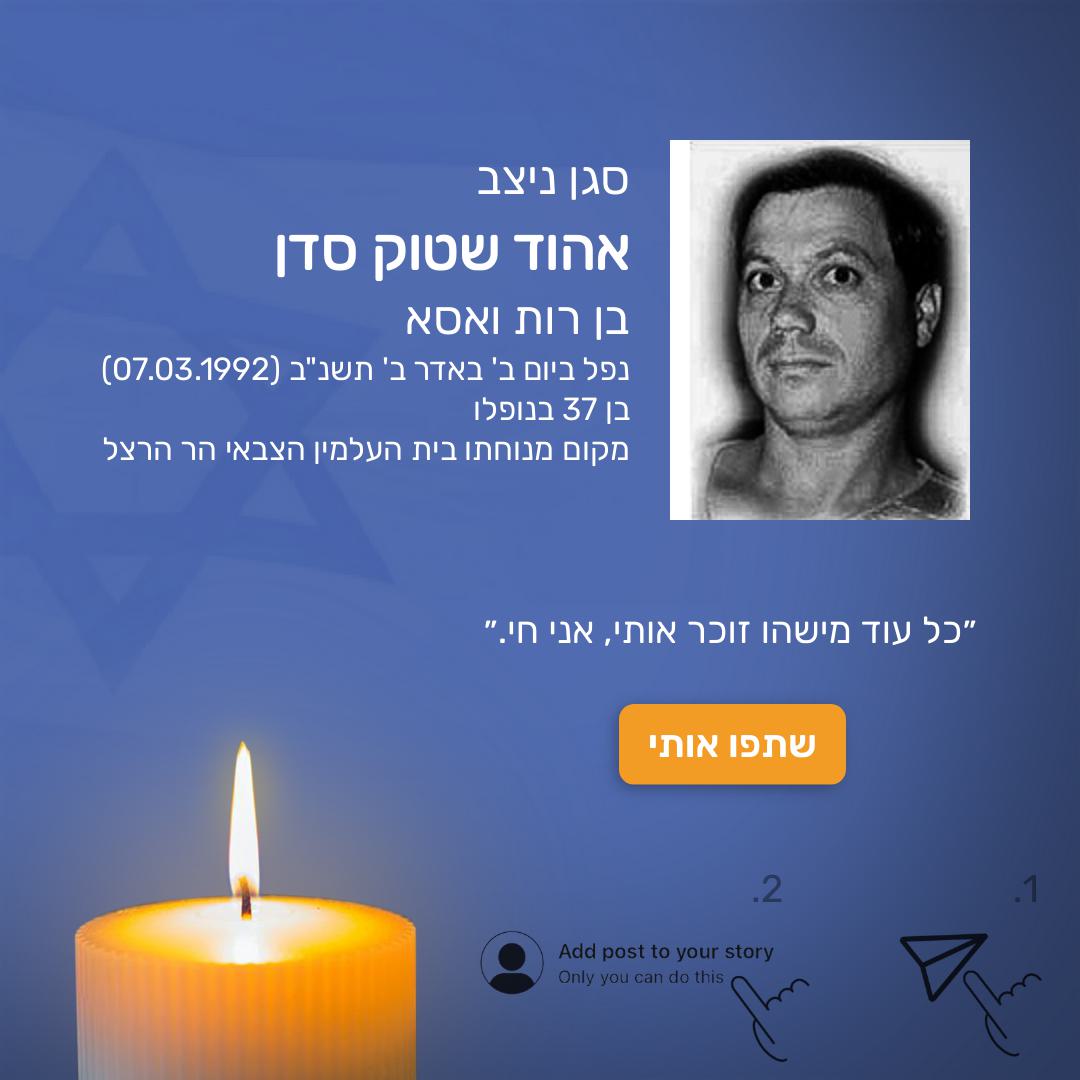 סגן ניצב
אהוד שטוק סדן
בן רות ואסא
נפל ביום ב' באדר ב' תשנ"ב (07.03.1992)
בן 37 בנופלו
מקום מנוחתו בית העלמין הצבאי הר הרצל
״כל עוד מישהו זוכר אותי, אני חי.״
שתפו אותי
.1
.2
Add post to your story
Only you can do this